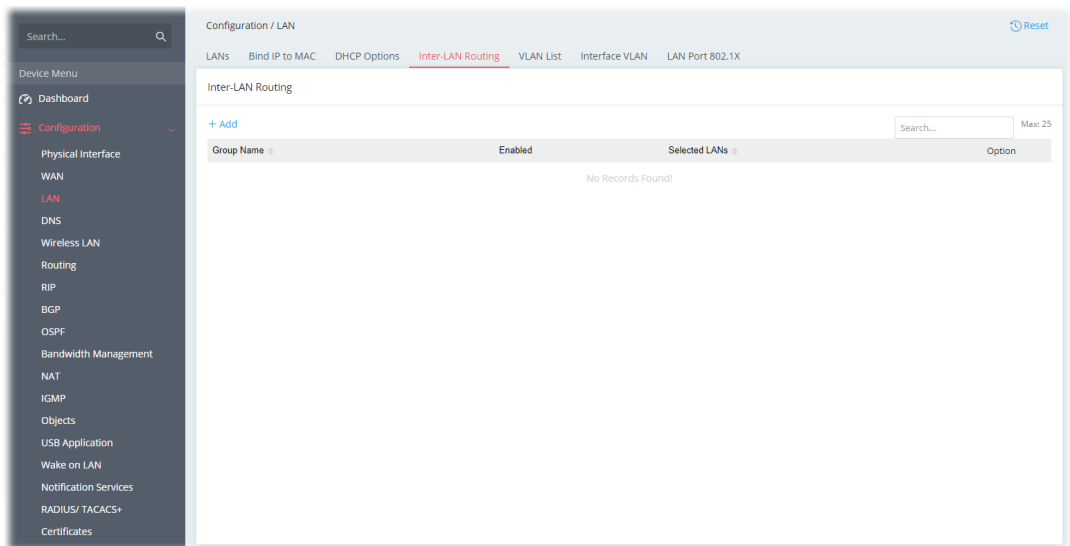 Search...
Device Menu
Dashboard
Configuration
Physical Interface
WAN
LAN
DNS
Wireless LAN
Routing
RIP
BGP
OSPF
Bandwidth Management
NAT
IGMP
Objects
USB Application
Wake on LAN
Notification Services
RADIUS/ TACACS+
Certificates
Configuration / LAN
Reset
LANs Bind IP to MAC DHCP Options Inter-LAN Routing VLAN List Interface VLAN LAN Port 802.1X
Inter-LAN Routing
+ Add Search... Max: 25
Group Name Enabled Selected LANs Option
No Records Found!